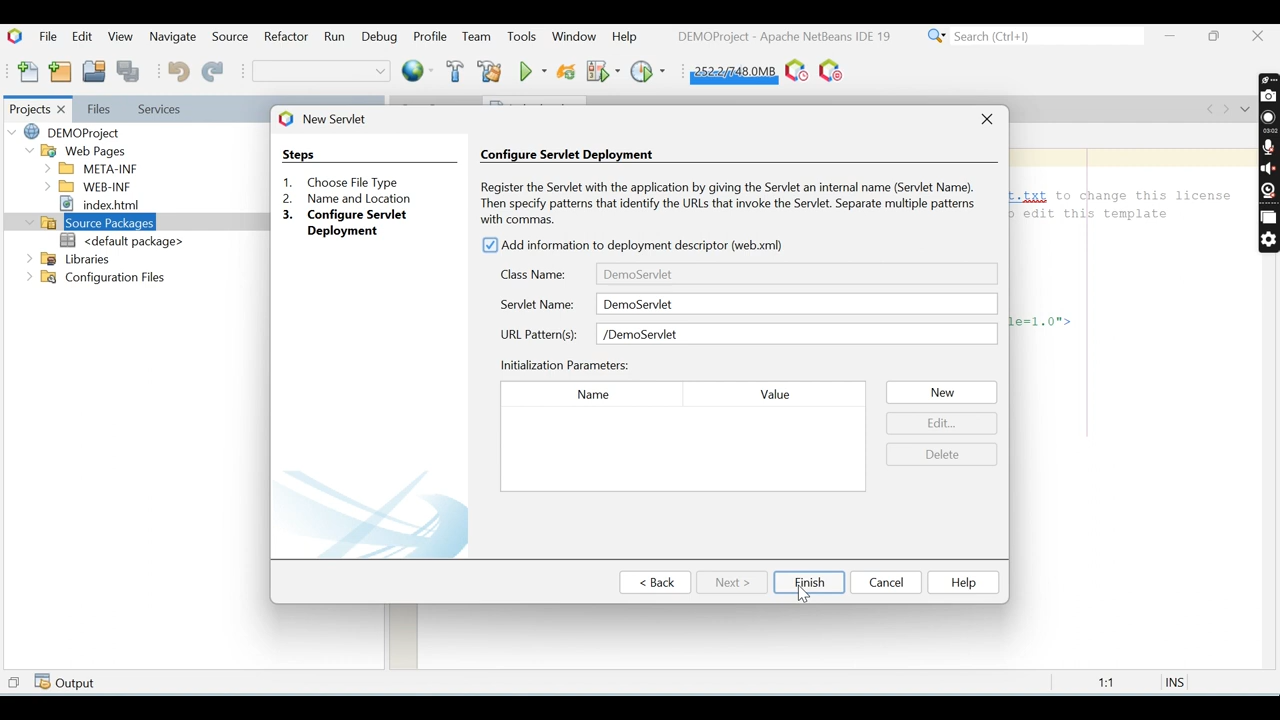 File Edit View Navigate Source Refactor Run Debug Profile Team Tools Window Help DEMOProject - Apache NetBeans IDE 19 Search (Ctrl+I)
252.2/748.0MB
Projects Files Services
DEMOProject
Web Pages
META-INF
WEB-INF
index.html
Source Packages
<default package>
Libraries
Configuration Files
New Servlet
Steps
1. Choose File Type
2. Name and Location
3. Configure Servlet
Deployment
Configure Servlet Deployment
Register the Servlet with the application by giving the Servlet an internal name (Servlet Name).
Then specify patterns that identify the URLs that invoke the Servlet. Separate multiple patterns
with commas.
Add information to deployment descriptor (web.xml)
Class Name: DemoServlet
Servlet Name: DemoServlet
URL Pattern(s): /DemoServlet
Initialization Parameters:
Name Value
New
Edit...
Delete
< Back Next > Finish Cancel Help
t.txt to change this license
o edit this template
le=1.0">
03:02
Output
1:1 INS